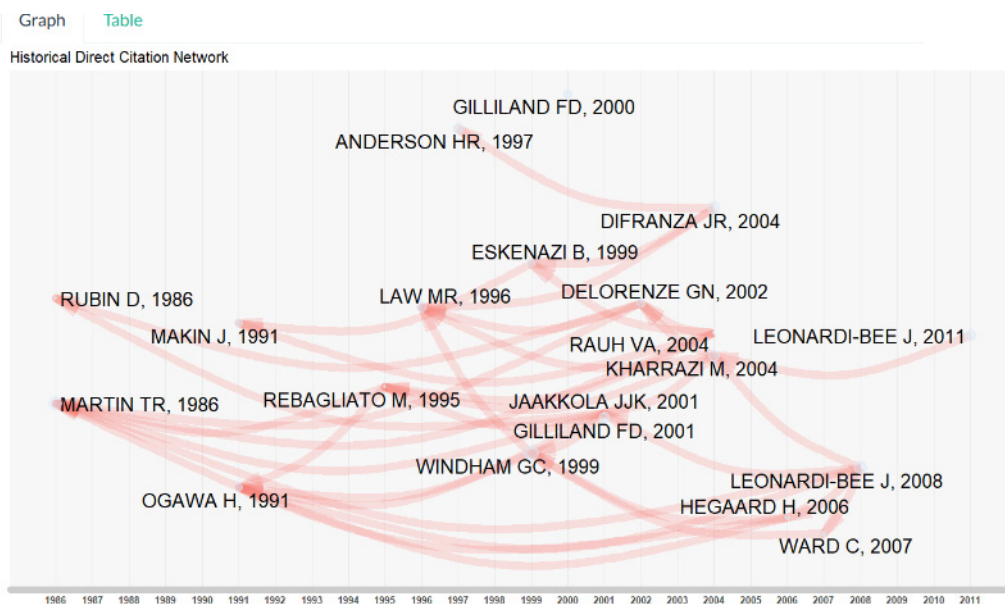 Graph Table
Historical Direct Citation Network
GILLILAND FD, 2000
ANDERSON HR, 1997
DIFRANZA JR, 2004
ESKENAZI B, 1999
DELORENZE GN, 2002
LAW MR, 1996
RUBIN D, 1986
MAKIN J, 1991
LEONARDI-BEE J, 2011
RAUH VA, 2004
KHARRAZI M, 2004
REBAGLIATO M, 1995
JAAKKOLA JJK, 2001
MARTIN TR, 1986
GILLILAND FD, 2001
WINDHAM GC, 1999
LEONARDI-BEE J, 2008
OGAWA H, 1991
HEGAARD H, 2006
WARD C, 2007
1986 1987 1988 1989 1990 1991 1992 1993 1994 1995 1996 1997 1998 1999 2000 2001 2002 2003 2004 2005 2006 2007 2008 2009 2010 2011